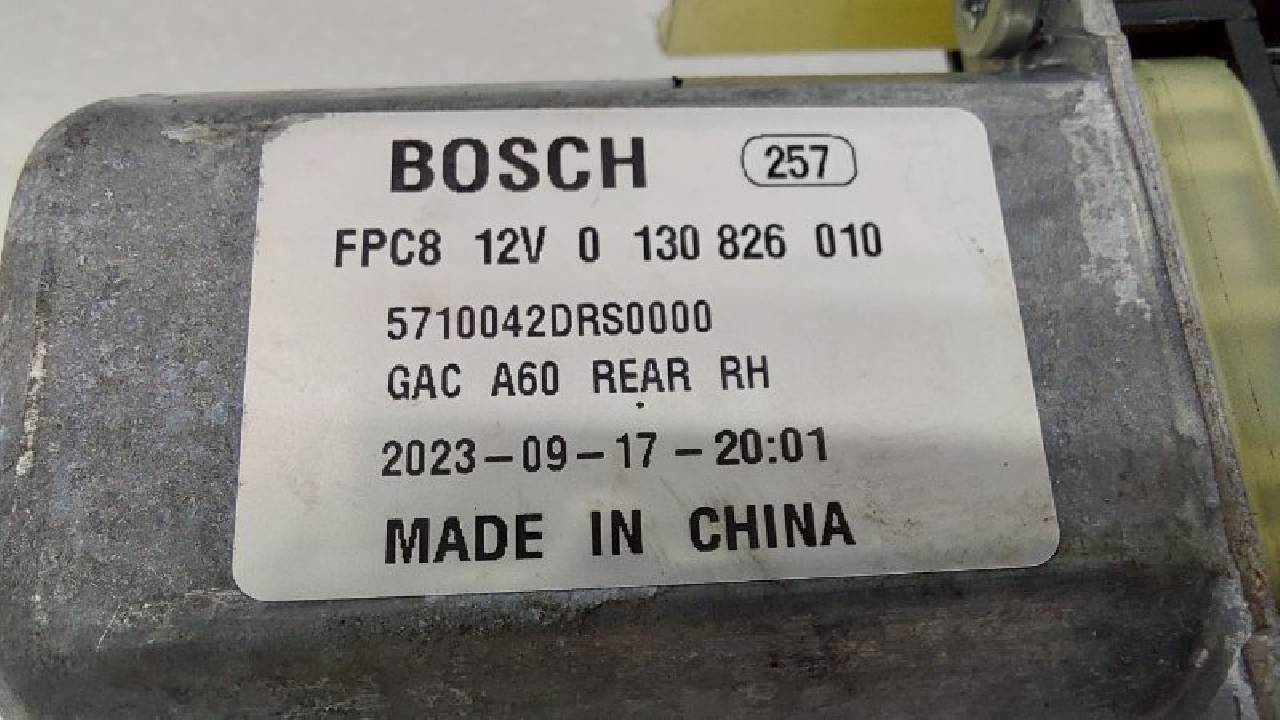 BOSCH 257
FPC8 12V 0 130 826 010
5710042DRS0000
GAC A60 REAR RH
2023-09-17-20:01
MADE IN CHINA